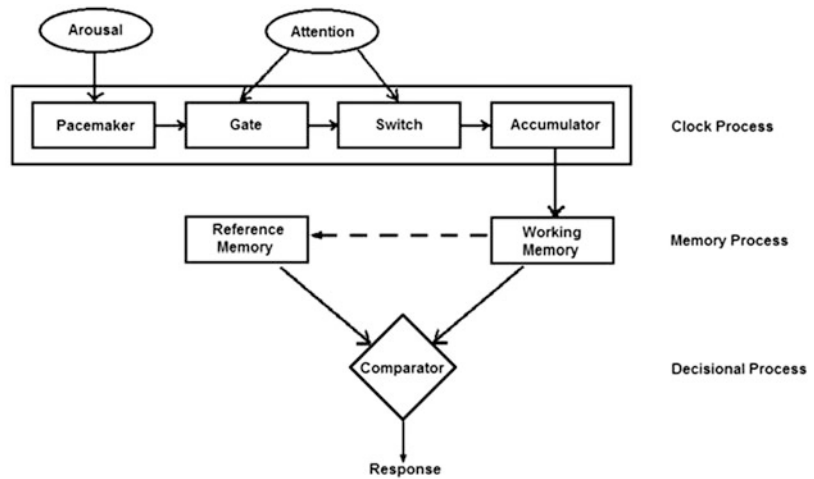 Arousal
Attention
Pacemaker
Gate
Switch
Accumulator
Clock Process
Reference
Memory
Working
Memory
Memory Process
Comparator
Decisional Process
Response